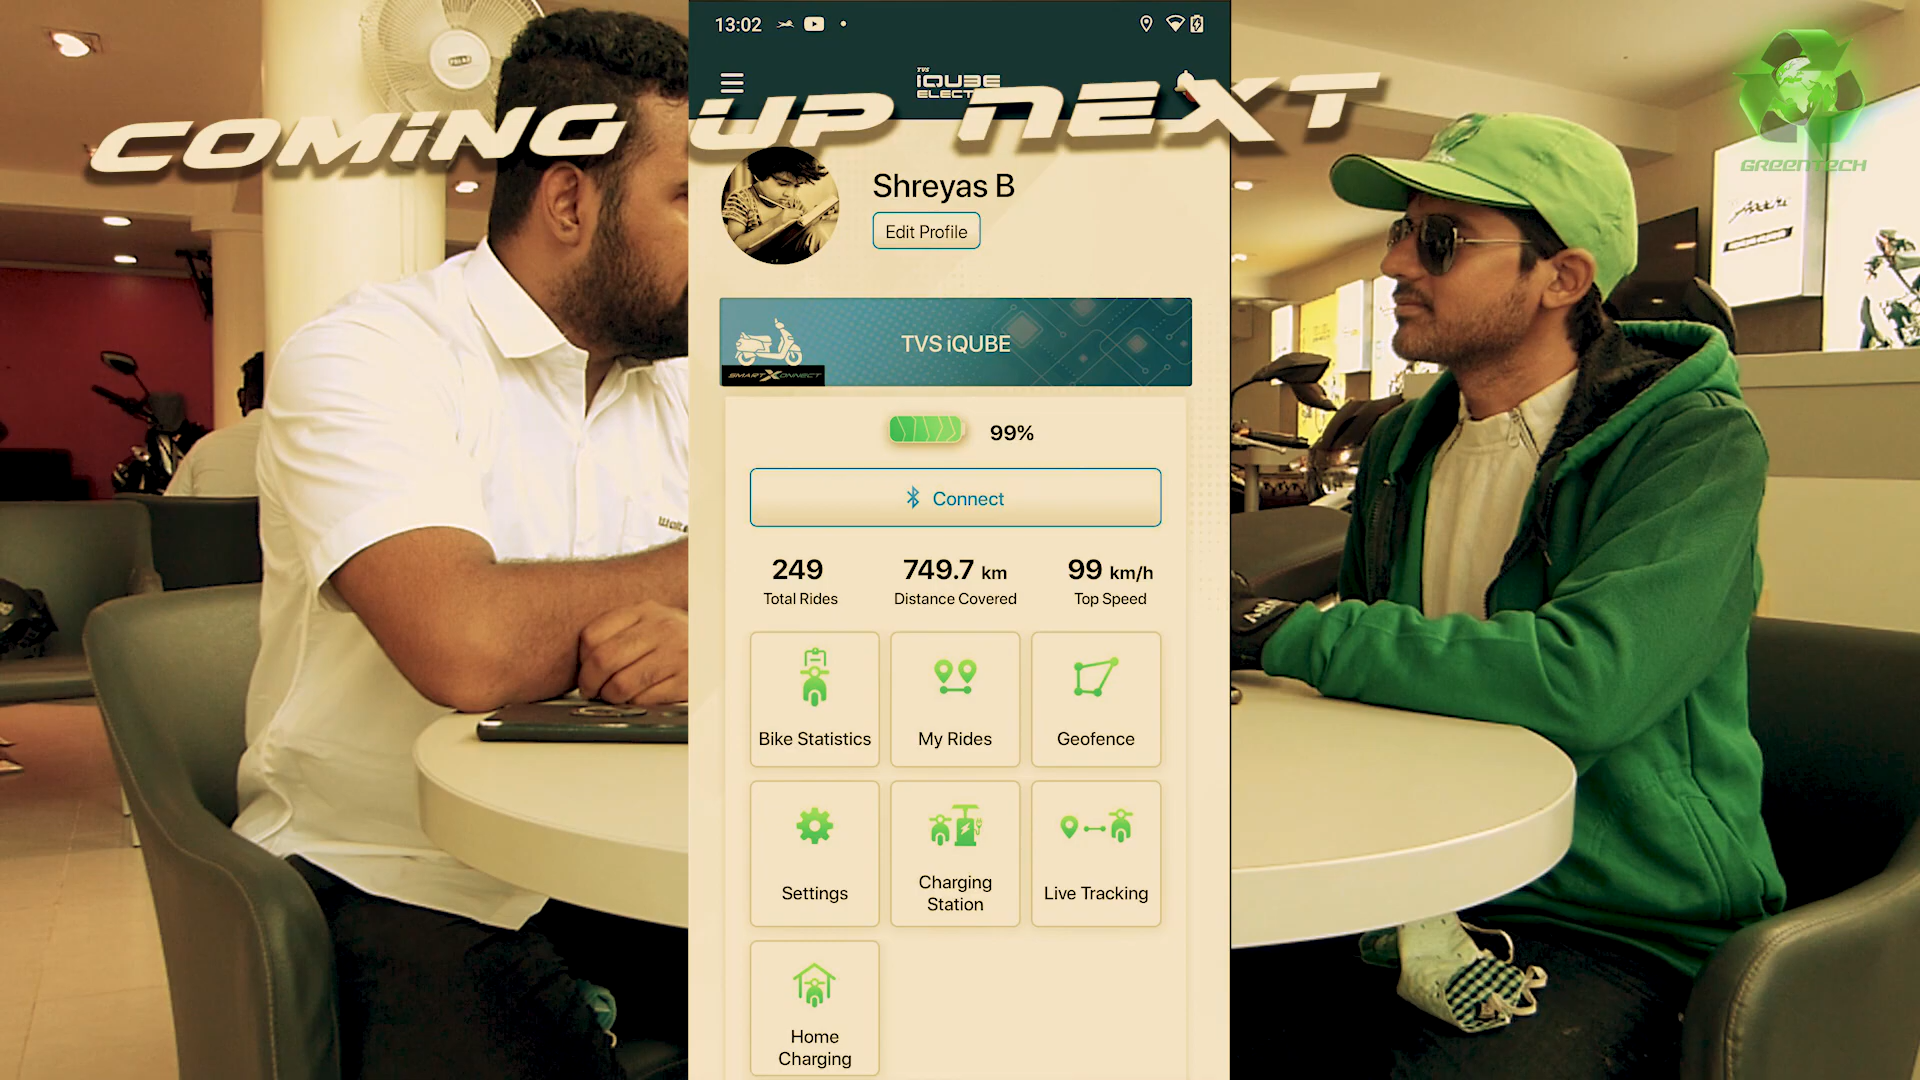 13:02
TVS
iQUBE
COMING UP NEXT
GREENTECH
Shreyas B
Edit Profile
TVS iQUBE
SMARTXONNECT
99%
Connect
249
749.7 km
99 km/h
Total Rides
Distance Covered
Top Speed
Bike Statistics
My Rides
Geofence
Settings
Charging
Station
Live Tracking
Home
Charging